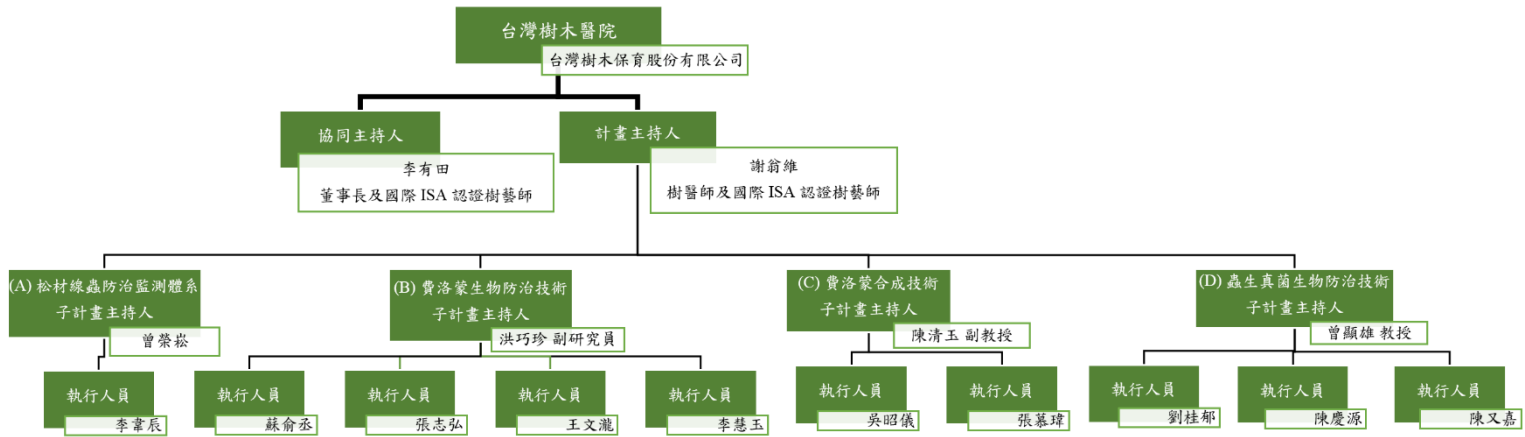 台灣樹木醫院
台灣樹木保育股份有限公司
協同主持人
李有田
董事長及國際 ISA 認證樹藝師
計畫主持人
謝翁維
樹醫師及國際 ISA 認證樹藝師
(A) 松材線蟲防治監測體系
子計畫主持人
曾榮崧
(B) 費洛蒙生物防治技術
子計畫主持人
洪巧珍 副研究員
(C) 費洛蒙合成技術
子計畫主持人
陳清玉 副教授
(D) 蟲生真菌生物防治技術
子計畫主持人
曾顯雄 教授
執行人員
李韋辰
執行人員
蘇俞丞
執行人員
張志弘
執行人員
王文瀧
執行人員
李慧玉
執行人員
吳昭儀
執行人員
張慕瑋
執行人員
劉桂郁
執行人員
陳慶源
執行人員
陳又嘉